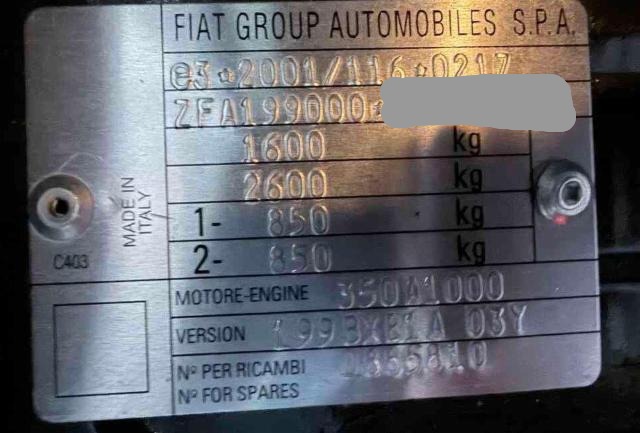 FIAT GROUP AUTOMOBILES S.P.A.
e3*2001/116*0217
ZFA199000
1600 kg
2600 kg
1- 850 kg
2- 850 kg
MADE IN
ITALY
C403
MOTORE-ENGINE 350A1000
VERSION 199BXB1A 03Y
Nº PER RICAMBI
Nº FOR SPARES